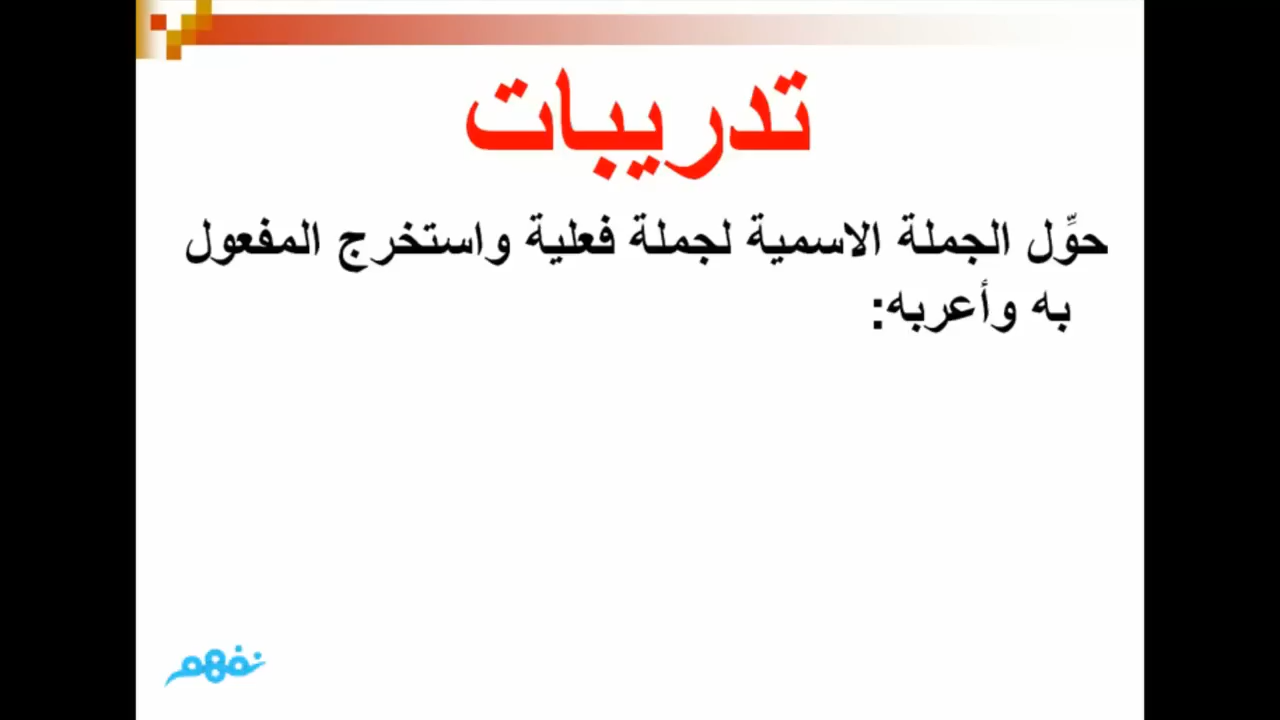 تدريبات
حوِّل الجملة الاسمية لجملة فعلية واستخرج المفعول
به وأعربه:
نفهم